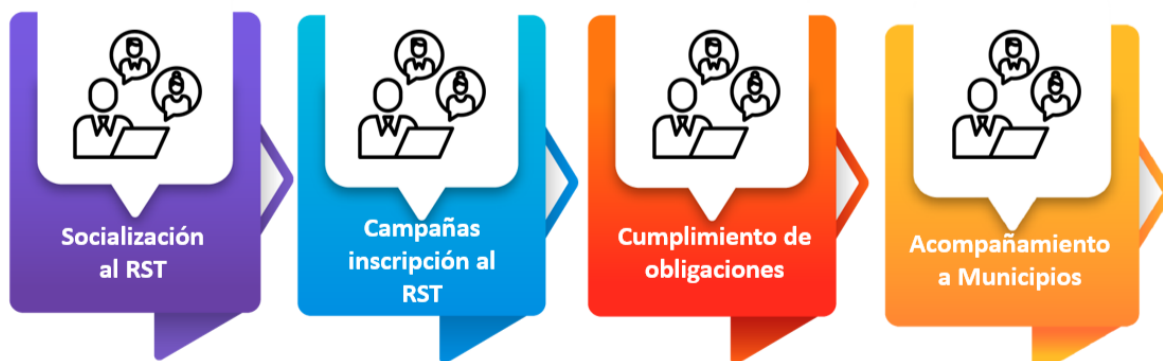 Socialización
al RST
Campañas
inscripción al
RST
Cumplimiento de
obligaciones
Acompañamiento
a Municipios